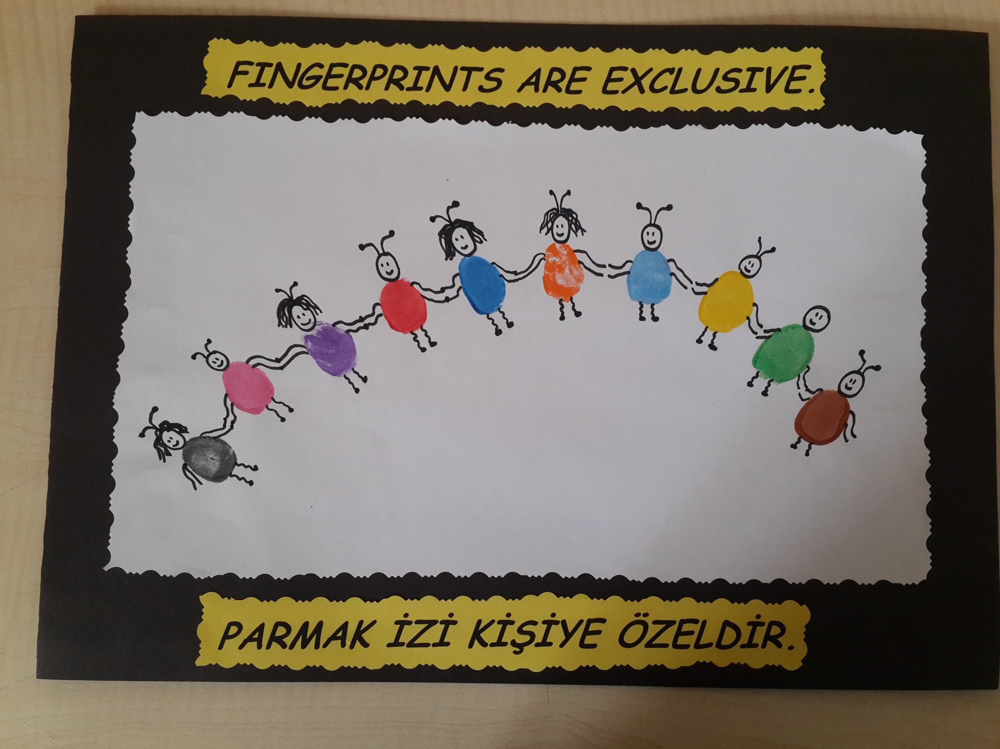 FINGERPRINTS ARE EXCLUSIVE.
PARMAK İZİ KİŞİYE ÖZELDİR.